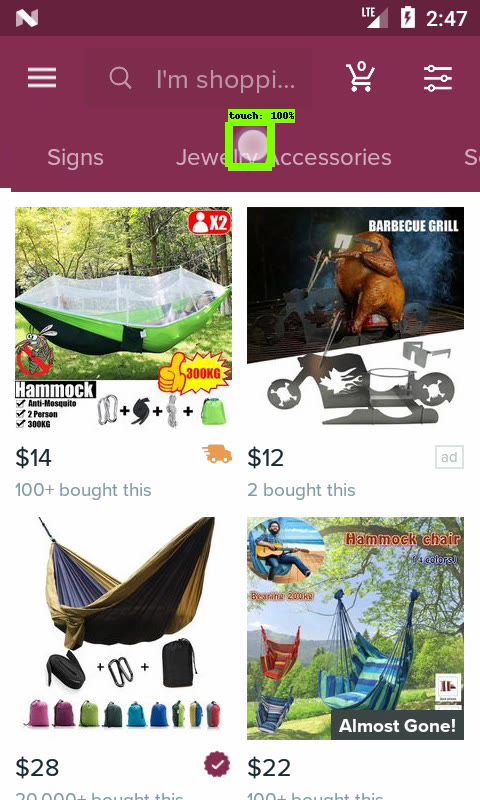 LTE
2:47
I'm shoppi...
0
touch: 100%
Signs
Jewelry Accessories
X2
300KG
Hammock
Anti-Mosquito
2 Person
300KG
BARBECUE GRILL
$14
100+ bought this
$12
ad
2 bought this
Hammock chair
(4 colors)
Bearing 200kg
Almost Gone!
$28
20,000+ bought this
$22
100+ bought this